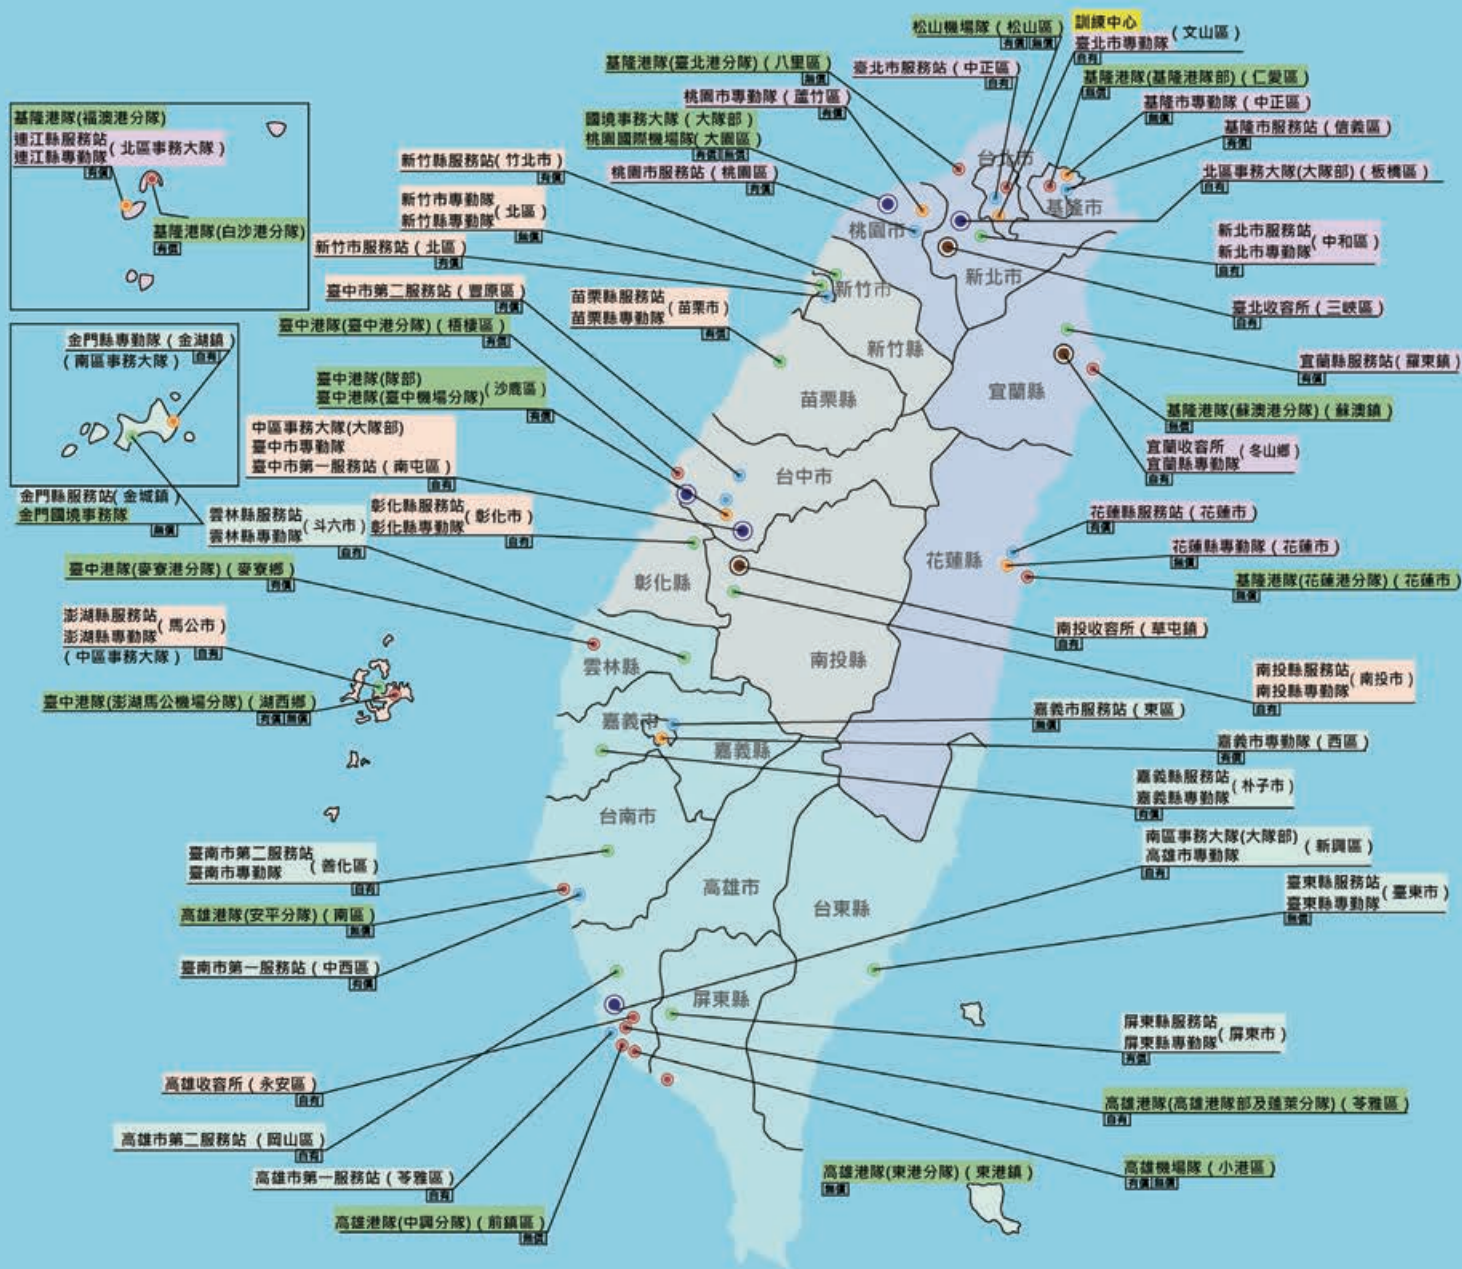 松山機場隊（松山區）
有償 無償
訓練中心
臺北市專勤隊（文山區）
自有
基隆港隊(臺北港分隊)（八里區）
無償
臺北市服務站（中正區）
自有
基隆港隊(基隆港隊部)（仁愛區）
無償
桃園市專勤隊（蘆竹區）
有償
基隆市專勤隊（中正區）
無償
國境事務大隊（大隊部）
桃園國際機場隊(大園區)
有償 無償
基隆市服務站（信義區）
有償
桃園市服務站（桃園區）
有償
北區事務大隊(大隊部)（板橋區）
自有
基隆港隊(福澳港分隊)
連江縣服務站
連江縣專勤隊（北區事務大隊）
有償
基隆港隊(白沙港分隊)
有償
新竹縣服務站(竹北市)
有償
新竹市專勤隊
新竹縣專勤隊（北區）
無償
新竹市服務站（北區）
有償
新北市服務站
新北市專勤隊(中和區)
自有
臺中市第二服務站（豐原區）
有償
苗栗縣服務站
苗栗縣專勤隊（苗栗市）
有償
臺北收容所（三峽區）
自有
臺中港隊(臺中港分隊)（梧棲區）
有償
金門縣專勤隊（金湖鎮）
自有
（南區事務大隊）
宜蘭縣服務站(羅東鎮)
有償
臺中港隊(隊部)
臺中港隊(臺中機場分隊)(沙鹿區)
有償
基隆港隊(蘇澳港分隊)（蘇澳鎮）
無償
中區事務大隊(大隊部)
臺中市專勤隊
臺中市第一服務站（南屯區）
自有
宜蘭收容所
宜蘭縣專勤隊（冬山鄉）
自有
金門縣服務站(金城鎮)
金門國境事務隊
無償
雲林縣服務站
雲林縣專勤隊（斗六市）
自有
彰化縣服務站
彰化縣專勤隊（彰化市）
自有
花蓮縣服務站（花蓮市）
有償
花蓮縣專勤隊（花蓮市）
無償
臺中港隊(麥寮港分隊)（麥寮鄉）
有償
基隆港隊(花蓮港分隊)（花蓮市）
無償
澎湖縣服務站
澎湖縣專勤隊（馬公市）
（中區事務大隊）
自有
南投收容所（草屯鎮）
自有
南投縣服務站
南投縣專勤隊（南投市）
自有
臺中港隊(澎湖馬公機場分隊)（湖西鄉）
有償 無償
嘉義市服務站（東區）
無償
嘉義市專勤隊（西區）
有償
嘉義縣服務站
嘉義縣專勤隊（朴子市）
有償
臺南市第二服務站
臺南市專勤隊（善化區）
自有
南區事務大隊(大隊部)
高雄市專勤隊（新興區）
自有
臺東縣服務站
臺東縣專勤隊（臺東市）
無償
高雄港隊(安平分隊)（南區）
無償
臺南市第一服務站（中西區）
有償
屏東縣服務站
屏東縣專勤隊（屏東市）
有償
高雄收容所（永安區）
自有
高雄港隊(高雄港隊部及蓬萊分隊)（苓雅區）
自有
高雄市第二服務站（岡山區）
自有
高雄市第一服務站（苓雅區）
自有
高雄港隊(東港分隊)（東港鎮）
無償
高雄機場隊（小港區）
有償 無償
高雄港隊(中興分隊)（前鎮區）
無償
台北市
基隆市
桃園市
新北市
新竹市
新竹縣
苗栗縣
宜蘭縣
台中市
花蓮縣
彰化縣
南投縣
雲林縣
嘉義市
嘉義縣
台南市
高雄市
台東縣
屏東縣